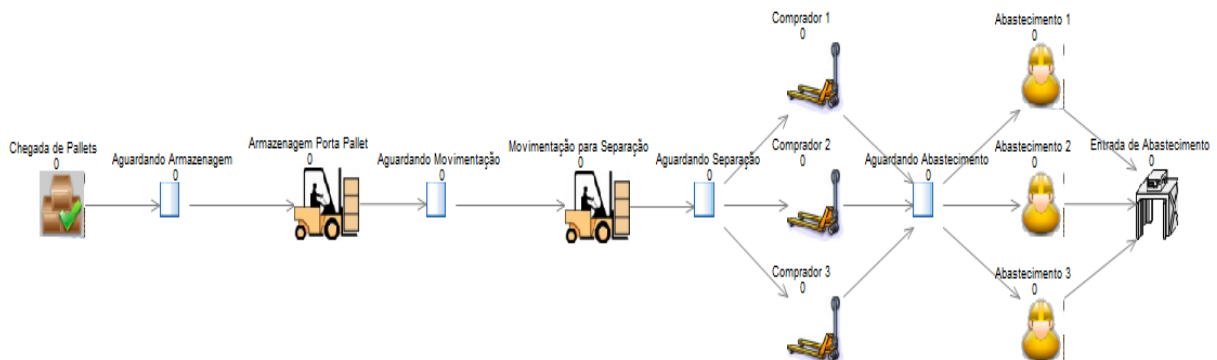 Chegada de Pallets
0
Aguardando Armazenagem
0
Armazenagem Porta Pallet
0
Aguardando Movimentação
0
Movimentação para Separação
0
Aguardando Separação
0
Comprador 1
0
Comprador 2
0
Comprador 3
0
Aguardando Abastecimento
0
Abastecimento 1
0
Abastecimento 2
0
Abastecimento 3
0
Entrada de Abastecimento
0